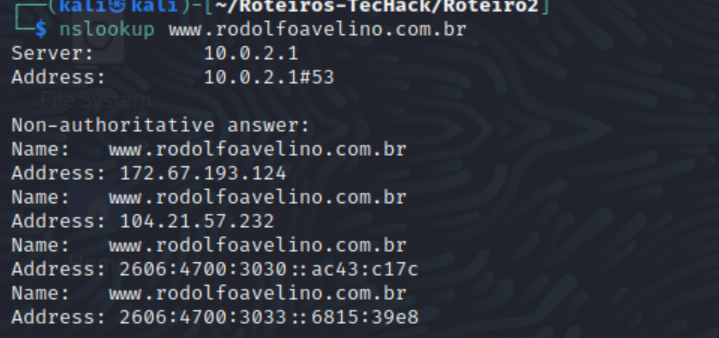 (kali㉿kali)-[~/Roteiros-TecHack/Roteiro2]
$ nslookup www.rodolfoavelino.com.br
Server: 10.0.2.1
Address: 10.0.2.1#53
File System
Non-authoritative answer:
Name: www.rodolfoavelino.com.br
Address: 172.67.193.124
Name: www.rodolfoavelino.com.br
Address: 104.21.57.232
Name: www.rodolfoavelino.com.br
Address: 2606:4700:3030::ac43:c17c
Name: www.rodolfoavelino.com.br
Address: 2606:4700:3033::6815:39e8